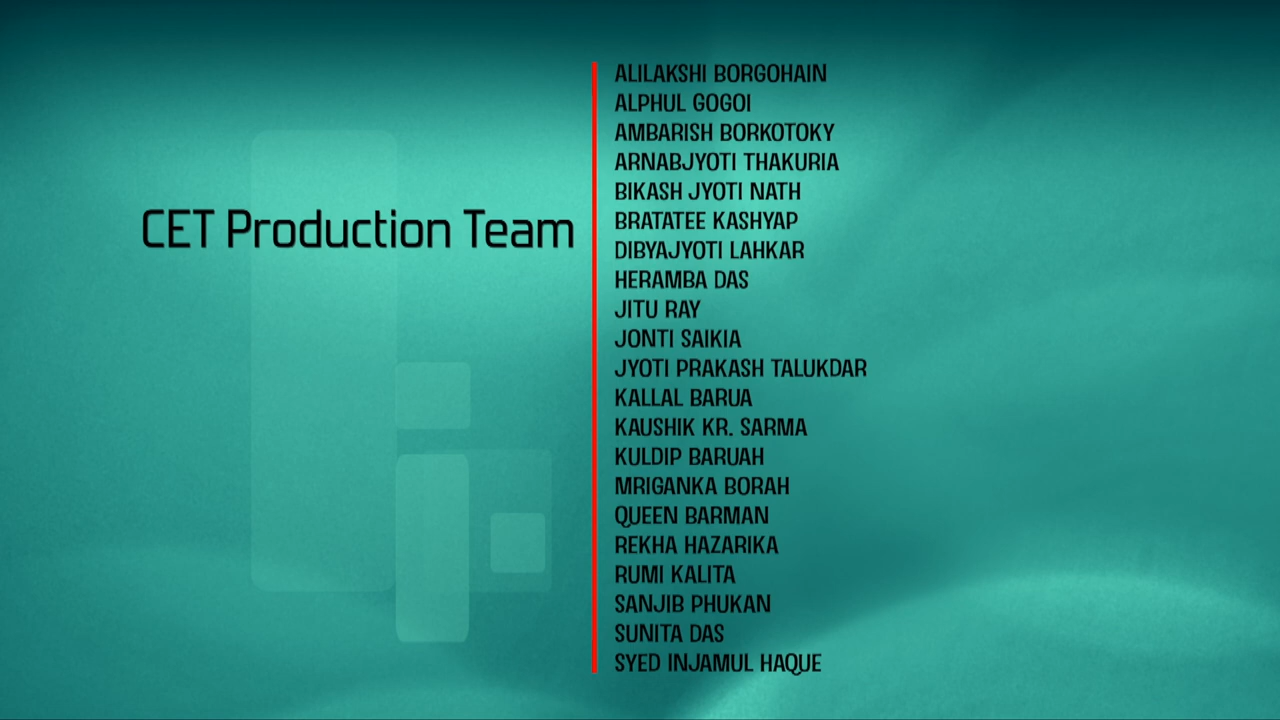 CET Production Team
ALILAKSHI BORGOHAIN
ALPHUL GOGOI
AMBARISH BORKOTOKY
ARNABJYOTI THAKURIA
BIKASH JYOTI NATH
BRATATEE KASHYAP
DIBYAJYOTI LAHKAR
HERAMBA DAS
JITU RAY
JONTI SAIKIA
JYOTI PRAKASH TALUKDAR
KALLAL BARUA
KAUSHIK KR. SARMA
KULDIP BARUAH
MRIGANKA BORAH
QUEEN BARMAN
REKHA HAZARIKA
RUMI KALITA
SANJIB PHUKAN
SUNITA DAS
SYED INJAMUL HAQUE